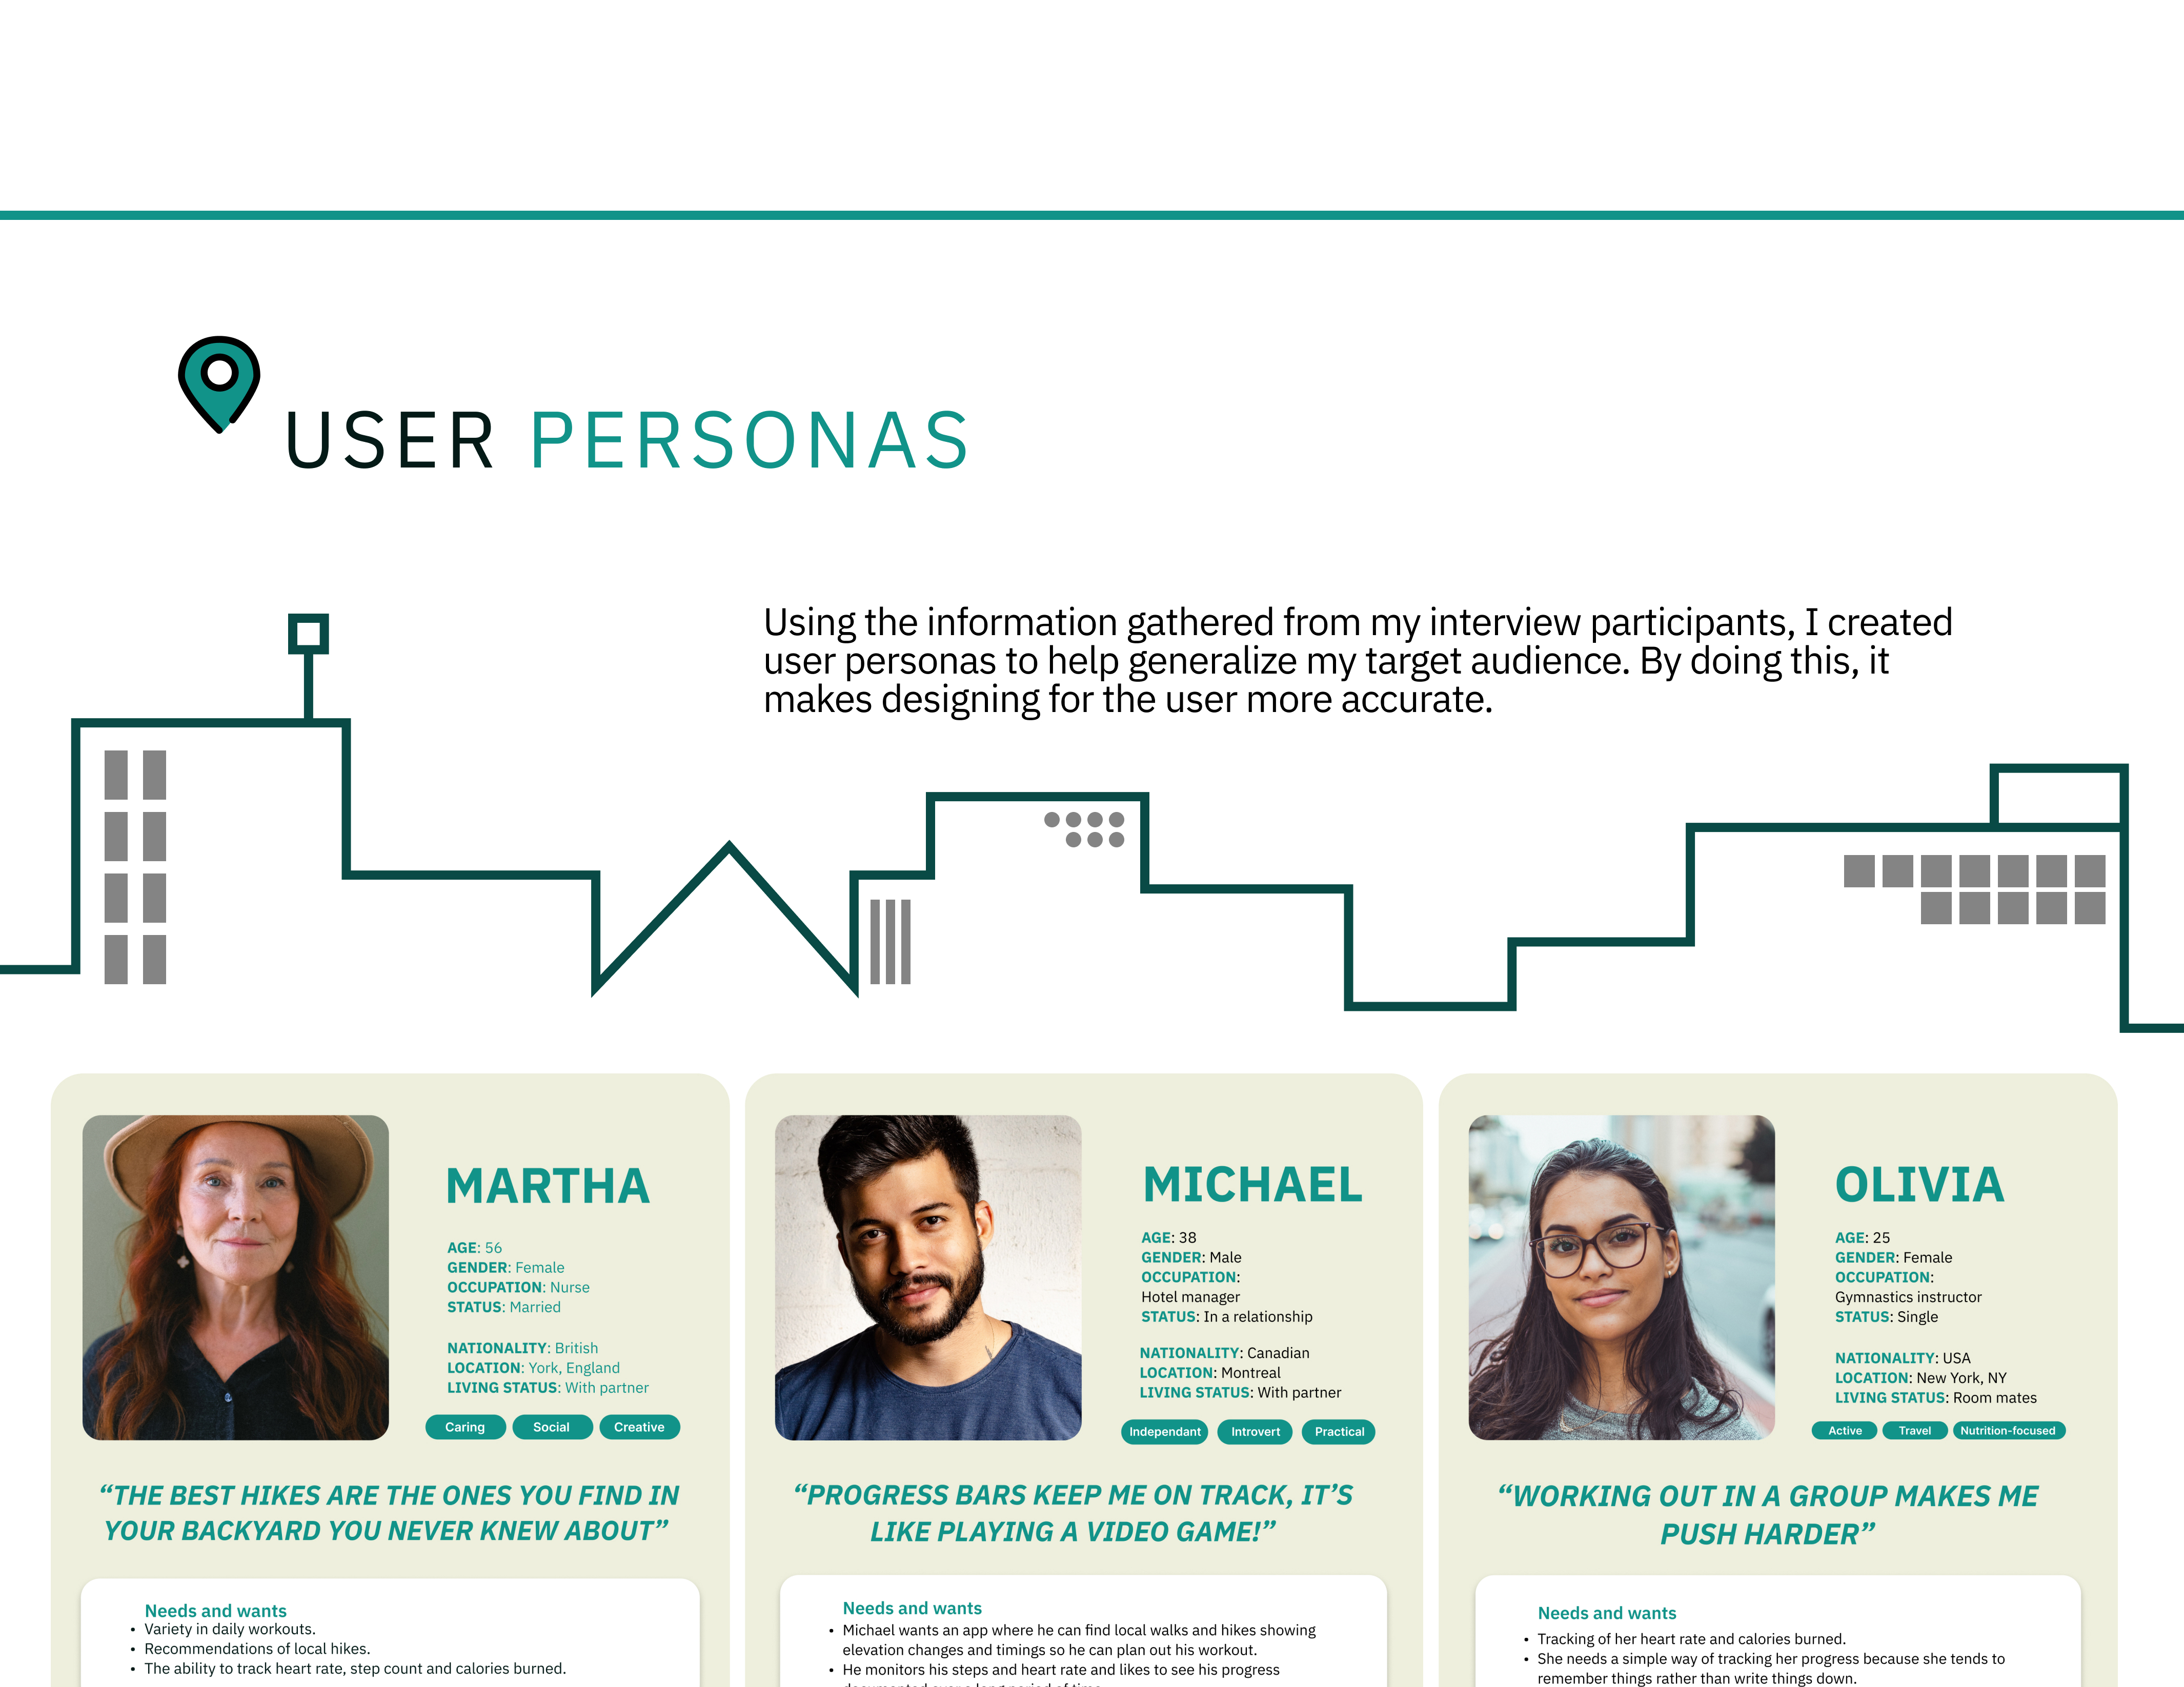 USER PERSONAS
Using the information gathered from my interview participants, I created
user personas to help generalize my target audience. By doing this, it
makes designing for the user more accurate.
MARTHA
AGE: 56
GENDER: Female
OCCUPATION: Nurse
STATUS: Married
NATIONALITY: British
LOCATION: York, England
LIVING STATUS: With partner
Caring Social Creative
“THE BEST HIKES ARE THE ONES YOU FIND IN
YOUR BACKYARD YOU NEVER KNEW ABOUT”
Needs and wants
• Variety in daily workouts.
• Recommendations of local hikes.
• The ability to track heart rate, step count and calories burned.
MICHAEL
AGE: 38
GENDER: Male
OCCUPATION:
Hotel manager
STATUS: In a relationship
NATIONALITY: Canadian
LOCATION: Montreal
LIVING STATUS: With partner
Independant Introvert Practical
“PROGRESS BARS KEEP ME ON TRACK, IT’S
LIKE PLAYING A VIDEO GAME!”
Needs and wants
• Michael wants an app where he can find local walks and hikes showing
elevation changes and timings so he can plan out his workout.
• He monitors his steps and heart rate and likes to see his progress
OLIVIA
AGE: 25
GENDER: Female
OCCUPATION:
Gymnastics instructor
STATUS: Single
NATIONALITY: USA
LOCATION: New York, NY
LIVING STATUS: Room mates
Active Travel Nutrition-focused
“WORKING OUT IN A GROUP MAKES ME
PUSH HARDER”
Needs and wants
• Tracking of her heart rate and calories burned.
• She needs a simple way of tracking her progress because she tends to
remember things rather than write things down.